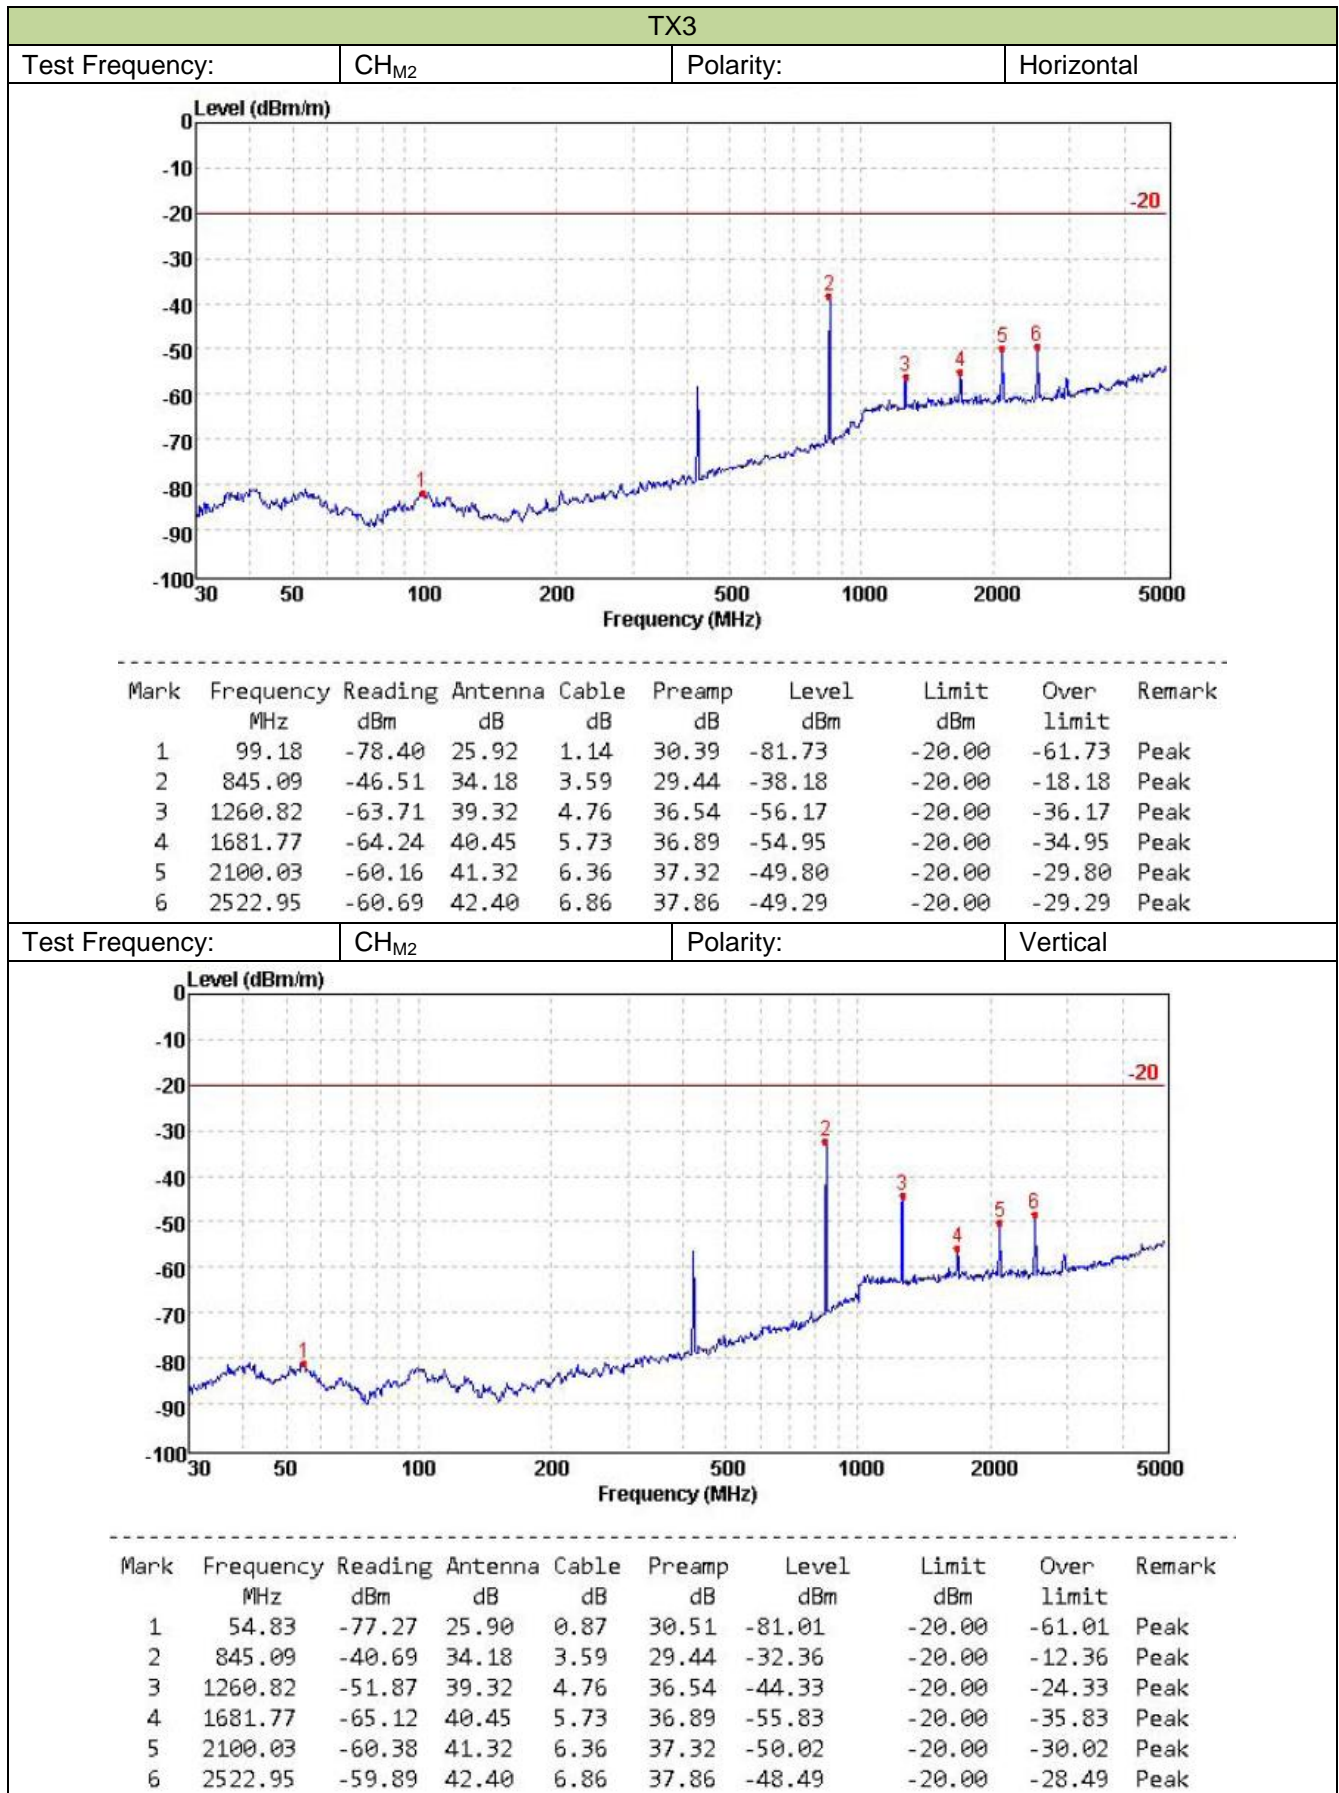 TX3
Test Frequency: CHM2 Polarity: Horizontal
Level (dBm/m)
0
-10
-20
-20
-30
-40
-50
-60
-70
-80
-90
-100
1
2
3
4
5
6
30 50 100 200 500 1000 2000 5000
Frequency (MHz)
Mark Frequency Reading Antenna Cable Preamp Level Limit Over Remark
MHz dBm dB dB dB dBm dBm limit
1 99.18 -78.40 25.92 1.14 30.39 -81.73 -20.00 -61.73 Peak
2 845.09 -46.51 34.18 3.59 29.44 -38.18 -20.00 -18.18 Peak
3 1260.82 -63.71 39.32 4.76 36.54 -56.17 -20.00 -36.17 Peak
4 1681.77 -64.24 40.45 5.73 36.89 -54.95 -20.00 -34.95 Peak
5 2100.03 -60.16 41.32 6.36 37.32 -49.80 -20.00 -29.80 Peak
6 2522.95 -60.69 42.40 6.86 37.86 -49.29 -20.00 -29.29 Peak
Test Frequency: CHM2 Polarity: Vertical
Level (dBm/m)
0
-10
-20
-20
-30
-40
-50
-60
-70
-80
-90
-100
1
2
3
4
5
6
30 50 100 200 500 1000 2000 5000
Frequency (MHz)
Mark Frequency Reading Antenna Cable Preamp Level Limit Over Remark
MHz dBm dB dB dB dBm dBm limit
1 54.83 -77.27 25.90 0.87 30.51 -81.01 -20.00 -61.01 Peak
2 845.09 -40.69 34.18 3.59 29.44 -32.36 -20.00 -12.36 Peak
3 1260.82 -51.87 39.32 4.76 36.54 -44.33 -20.00 -24.33 Peak
4 1681.77 -65.12 40.45 5.73 36.89 -55.83 -20.00 -35.83 Peak
5 2100.03 -60.38 41.32 6.36 37.32 -50.02 -20.00 -30.02 Peak
6 2522.95 -59.89 42.40 6.86 37.86 -48.49 -20.00 -28.49 Peak